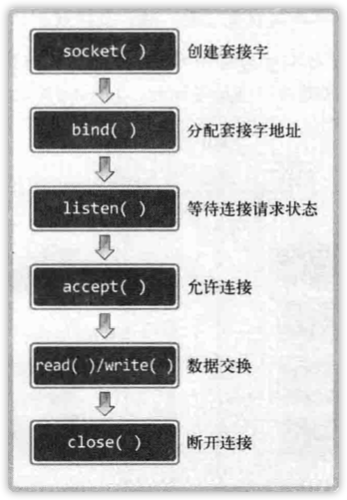 socket( ) 创建套接字
bind( ) 分配套接字地址
listen( ) 等待连接请求状态
accept( ) 允许连接
read( )/write( ) 数据交换
close( ) 断开连接